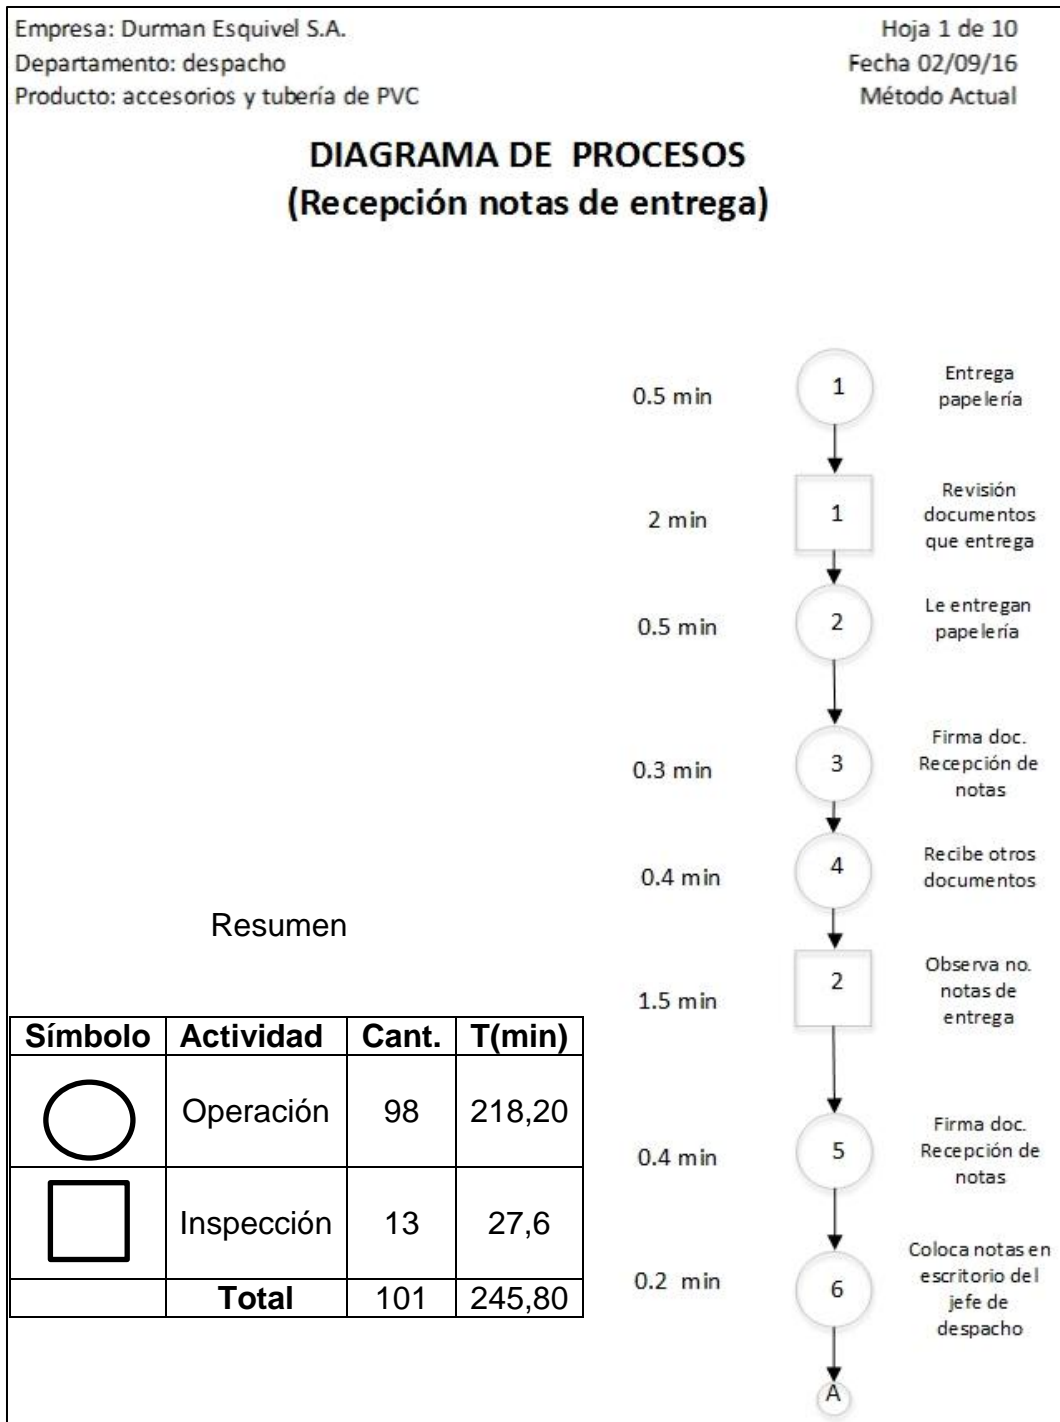 Empresa: Durman Esquivel S.A.
Hoja 1 de 10
Departamento: despacho
Fecha 02/09/16
Producto: accesorios y tubería de PVC
Método Actual
DIAGRAMA DE PROCESOS
(Recepción notas de entrega)
0.5 min
1
Entrega
papelería
2 min
1
Revisión
documentos
que entrega
0.5 min
2
Le entregan
papelería
0.3 min
3
Firma doc.
Recepción de
notas
0.4 min
4
Recibe otros
documentos
1.5 min
2
Observa no.
notas de
entrega
0.4 min
5
Firma doc.
Recepción de
notas
0.2 min
6
Coloca notas en
escritorio del
jefe de
despacho
A
Resumen
Símbolo Actividad Cant. T(min)
Operación 98 218,20
Inspección 13 27,6
Total 101 245,80